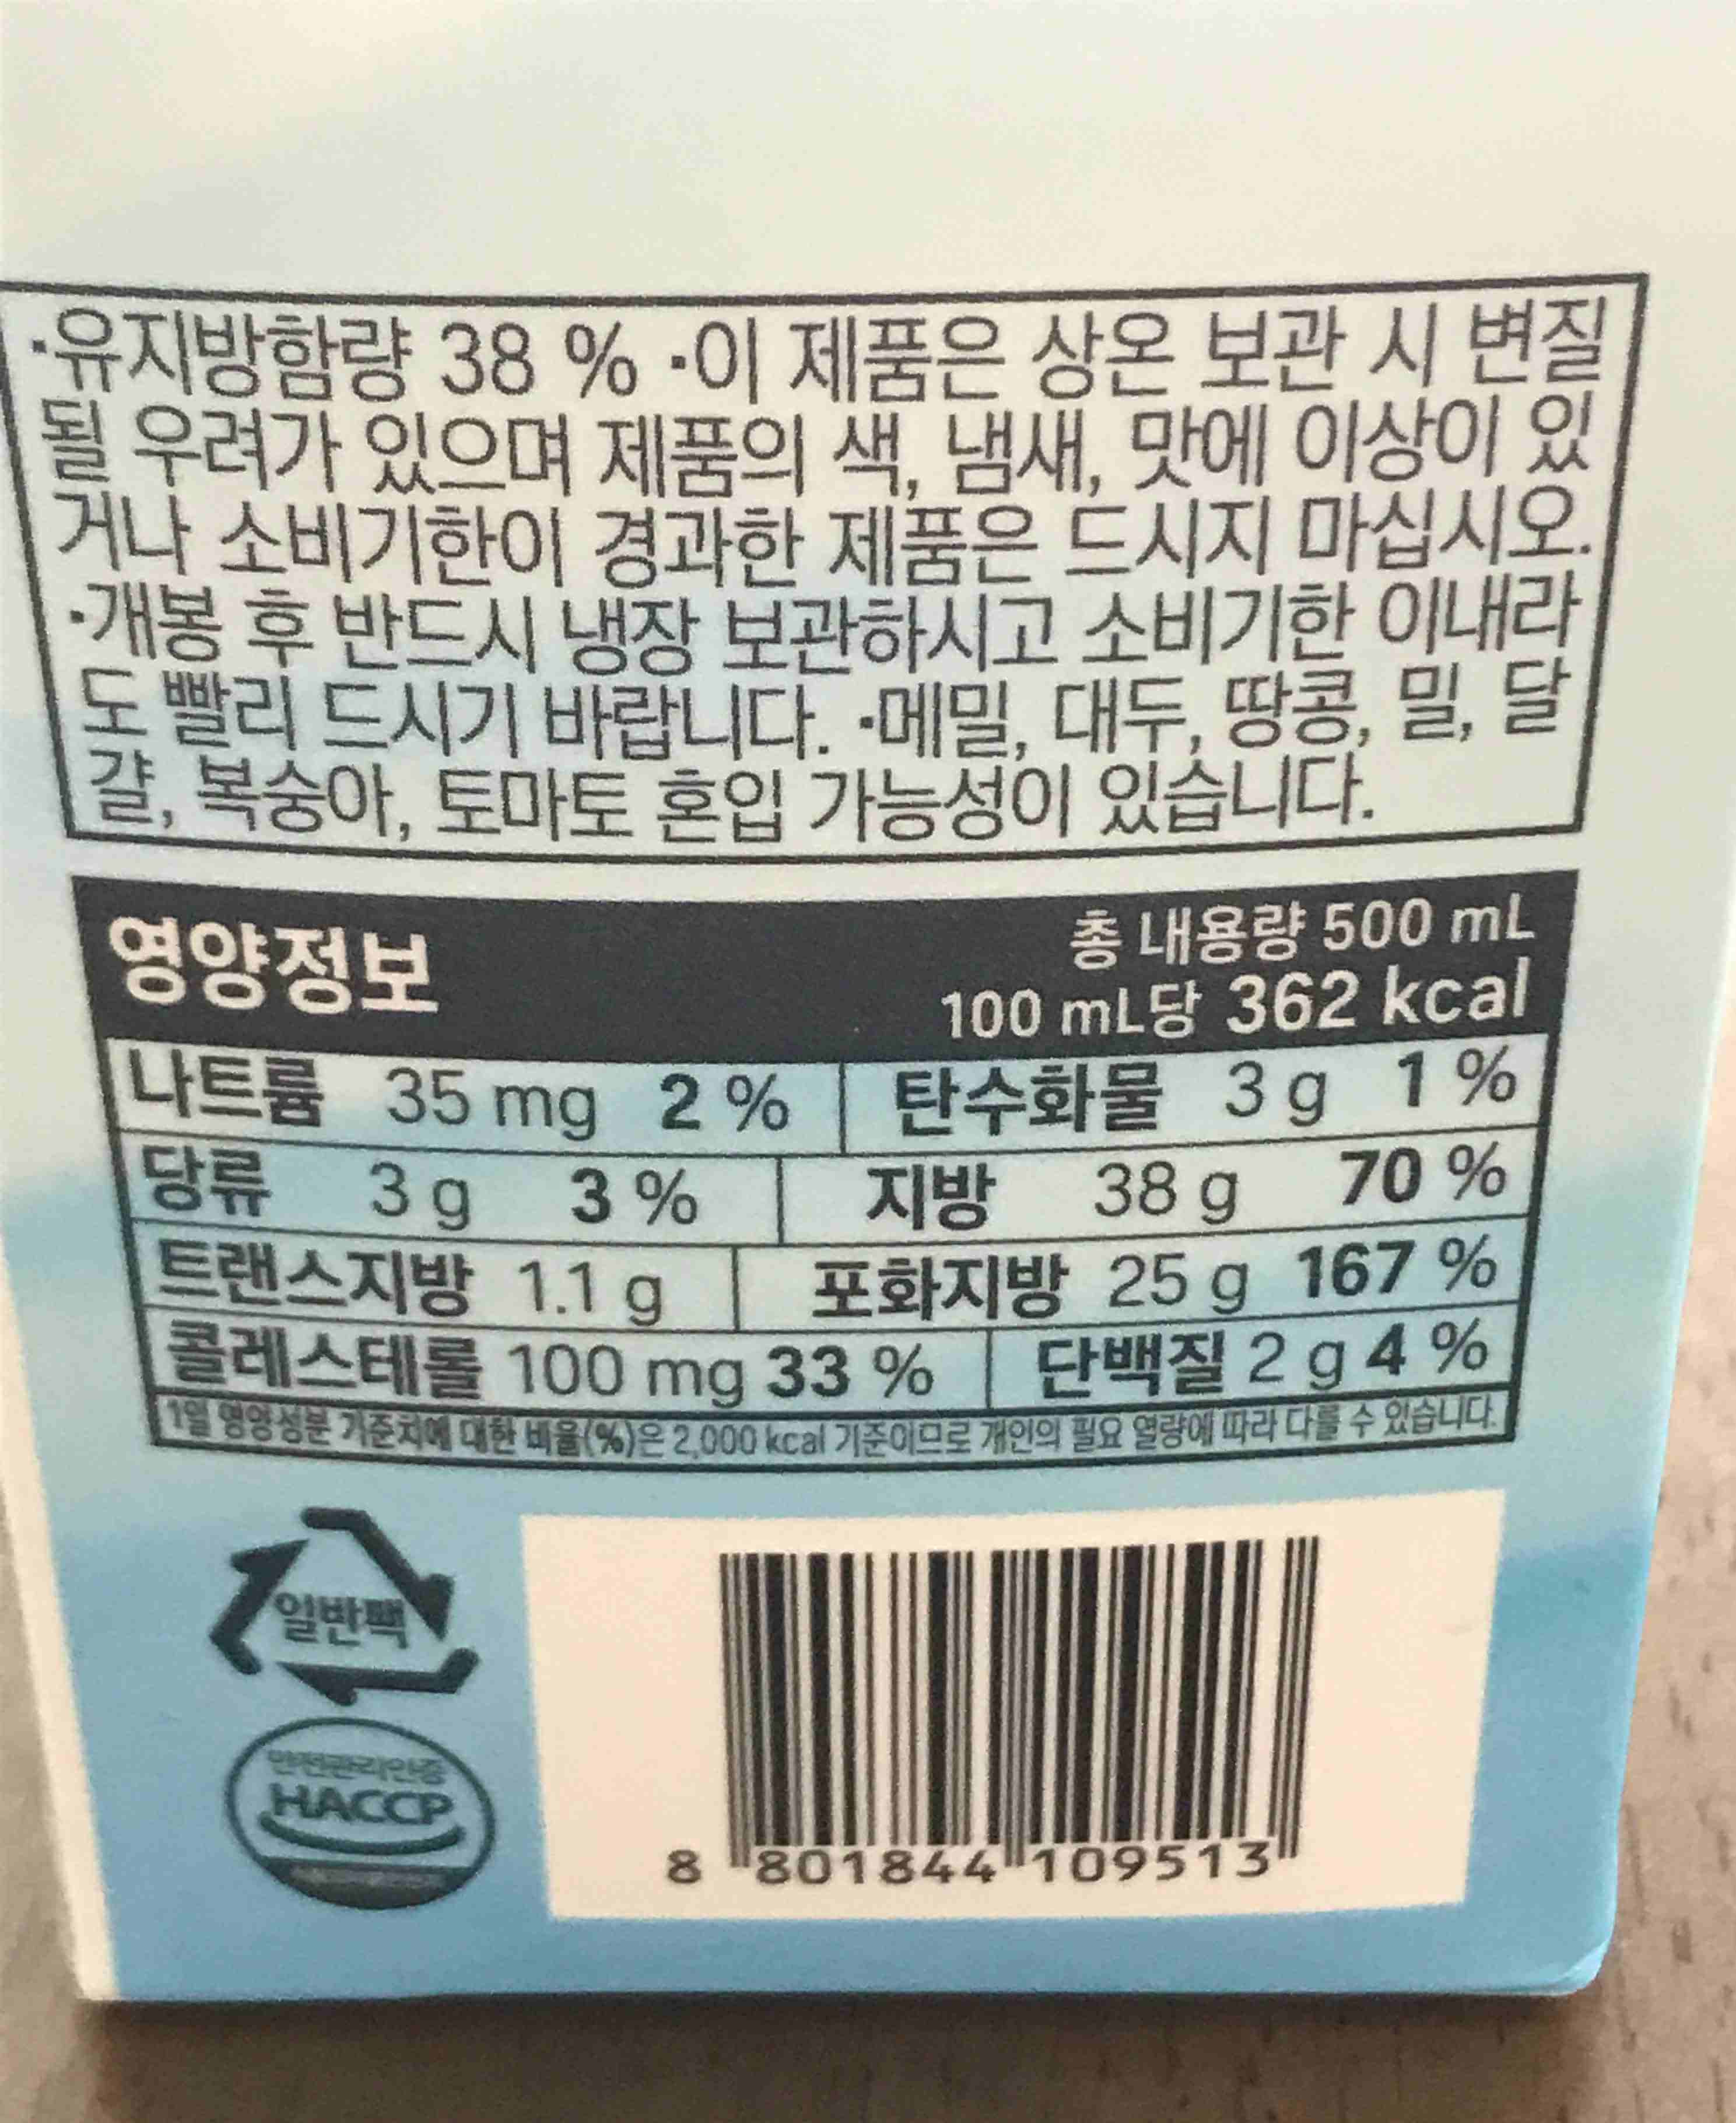 ·유지방함량 38 % ·이 제품은 상온 보관 시 변질
될 우려가 있으며 제품의 색, 냄새, 맛에 이상이 있
거나 소비기한이 경과한 제품은 드시지 마십시오.
·개봉 후 반드시 냉장 보관하시고 소비기한 이내라
도 빨리 드시기 바랍니다. ·메밀, 대두, 땅콩, 밀, 달
걀, 복숭아, 토마토 혼입 가능성이 있습니다.
영양정보
총 내용량 500 mL
100 mL당 362 kcal
나트륨 35 mg 2 % 탄수화물 3 g 1 %
당류 3 g 3 % 지방 38 g 70 %
트랜스지방 1.1 g 포화지방 25 g 167 %
콜레스테롤 100 mg 33 % 단백질 2 g 4 %
1일 영양성분 기준치에 대한 비율(%)은 2,000 kcal 기준이므로 개인의 필요 열량에 따라 다를 수 있습니다.
일반팩
안전관리인증
HACCP
8 801844 109513